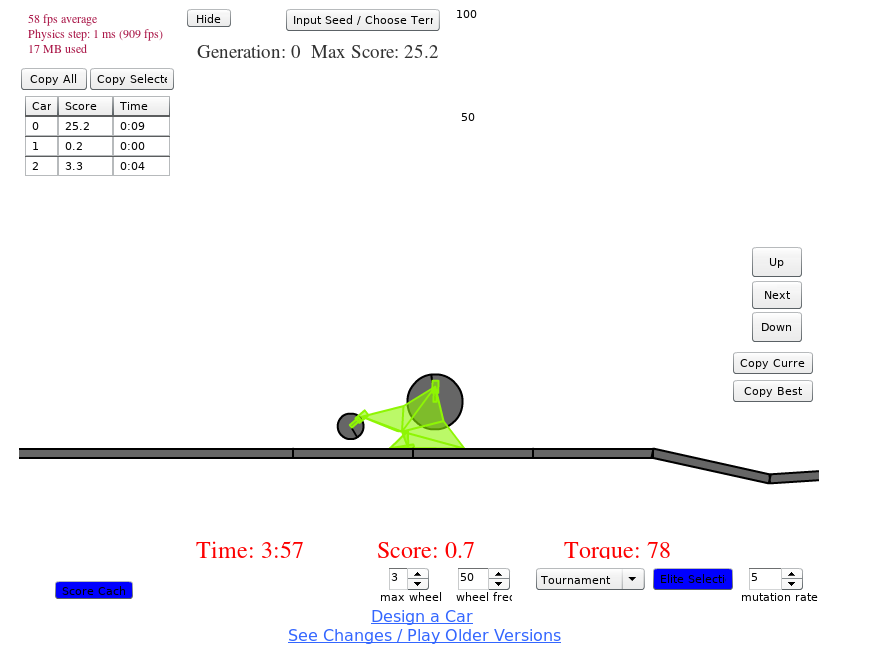 58 fps average
Physics step: 1 ms (909 fps)
17 MB used
Hide
Input Seed / Choose Terr
100
Generation: 0 Max Score: 25.2
Copy All
Copy Selecte
50
Car Score Time
0 25.2 0:09
1 0.2 0:00
2 3.3 0:04
Up
Next
Down
Copy Curre
Copy Best
Time: 3:57 Score: 0.7 Torque: 78
3 50 Tournament Elite Select 5
Score Cach
max wheel wheel freq mutation rate
Design a Car
See Changes / Play Older Versions